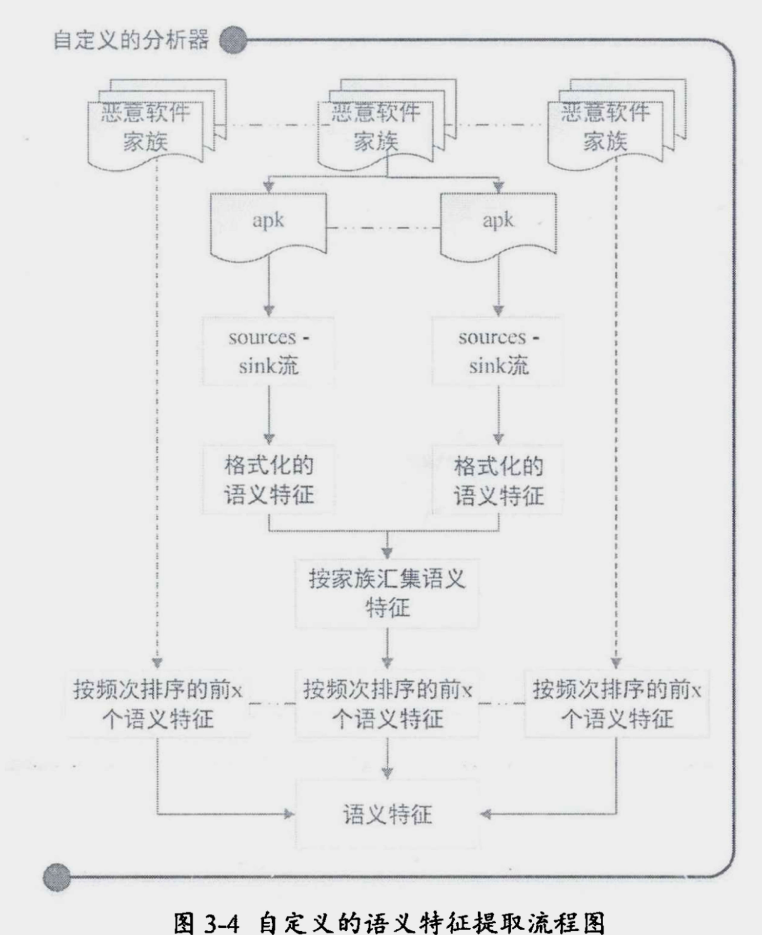 自定义的分析器
恶意软件
家族
恶意软件
家族
恶意软件
家族
apk
apk
sources -
sink流
sources -
sink流
格式化的
语义特征
格式化的
语义特征
按家族汇集语义
特征
按频次排序的前x
个语义特征
按频次排序的前x
个语义特征
按频次排序的前x
个语义特征
语义特征
图 3-4 自定义的语义特征提取流程图